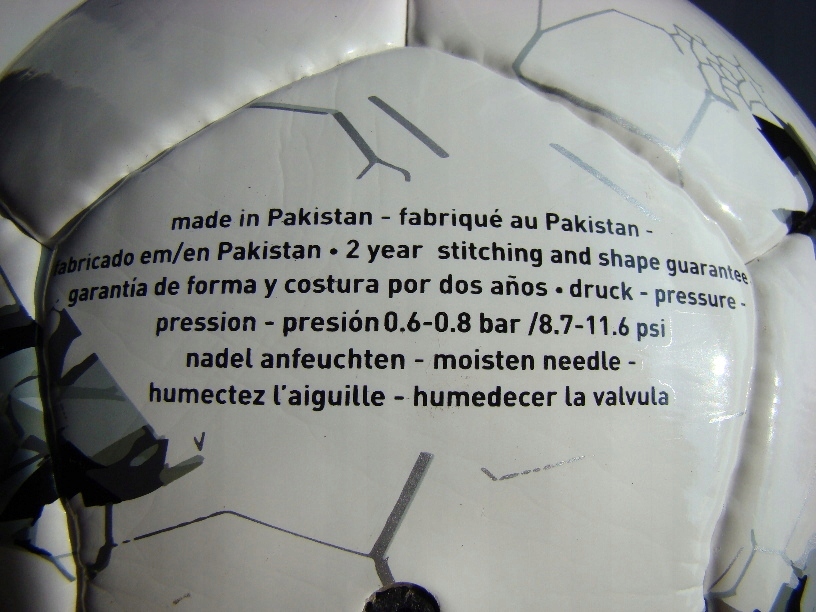 made in Pakistan - fabriqué au Pakistan -
fabricado em/en Pakistan • 2 year stitching and shape guarantee
garantía de forma y costura por dos años • druck - pressure -
pression - presión 0.6-0.8 bar /8.7-11.6 psi
nadel anfeuchten - moisten needle -
humectez l'aiguille - humedecer la valvula